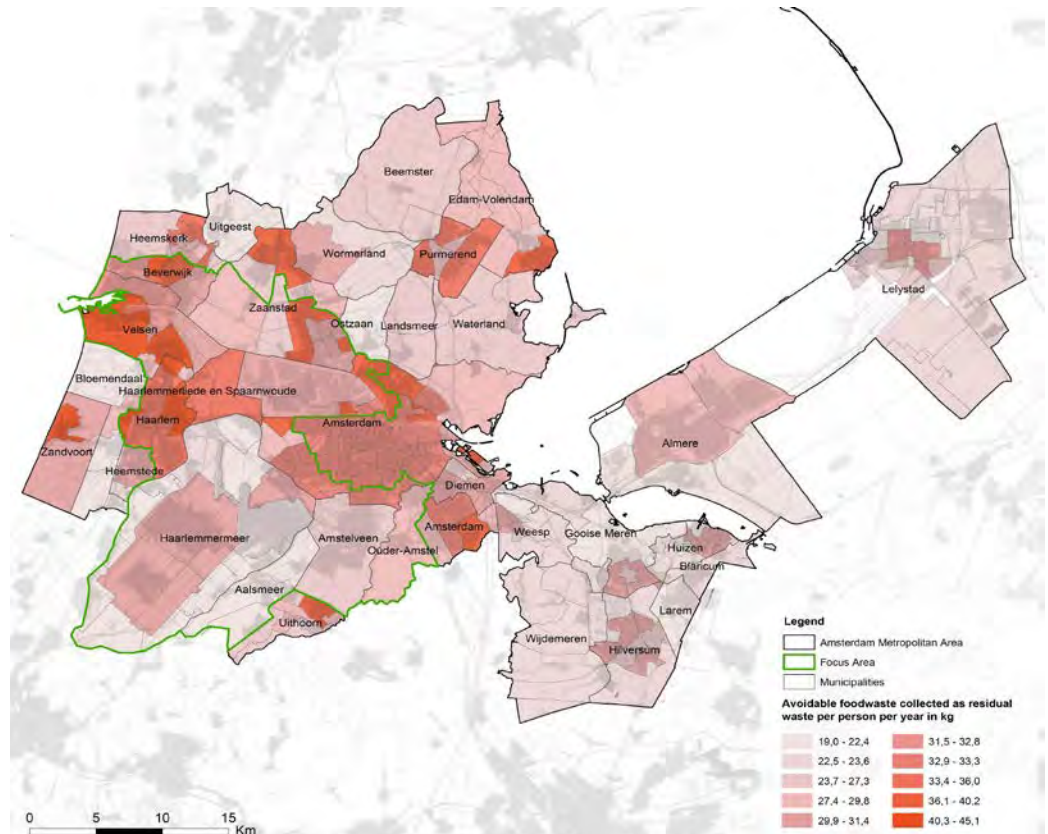 Beemster
Edam-Volendam
Uitgeest
Heemskerk
Wormerland
Purmerend
Beverwijk
Lelystad
Zaanstad
Velsen
Ostzaan
Landsmeer
Waterland
Bloemendaal
Haarlemmerliede en Spaarnwoude
Haarlem
Amsterdam
Zandvoort
Almere
Heemstede
Diemen
Haarlemmermeer
Amstelveen
Amsterdam
Weesp
Gooise Meren
Huizen
Ouder-Amstel
Blaricum
Aalsmeer
Larem
Uithoorn
Wijdemeren
Hilversum
Legend
Amsterdam Metropolitan Area
Focus Area
Municipalities
Avoidable foodwaste collected as residual
waste per person per year in kg
19,0 - 22,4 31,5 - 32,8
22,5 - 23,6 32,9 - 33,3
23,7 - 27,3 33,4 - 36,0
27,4 - 29,8 36,1 - 40,2
29,9 - 31,4 40,3 - 45,1
0 5 10 15
Km